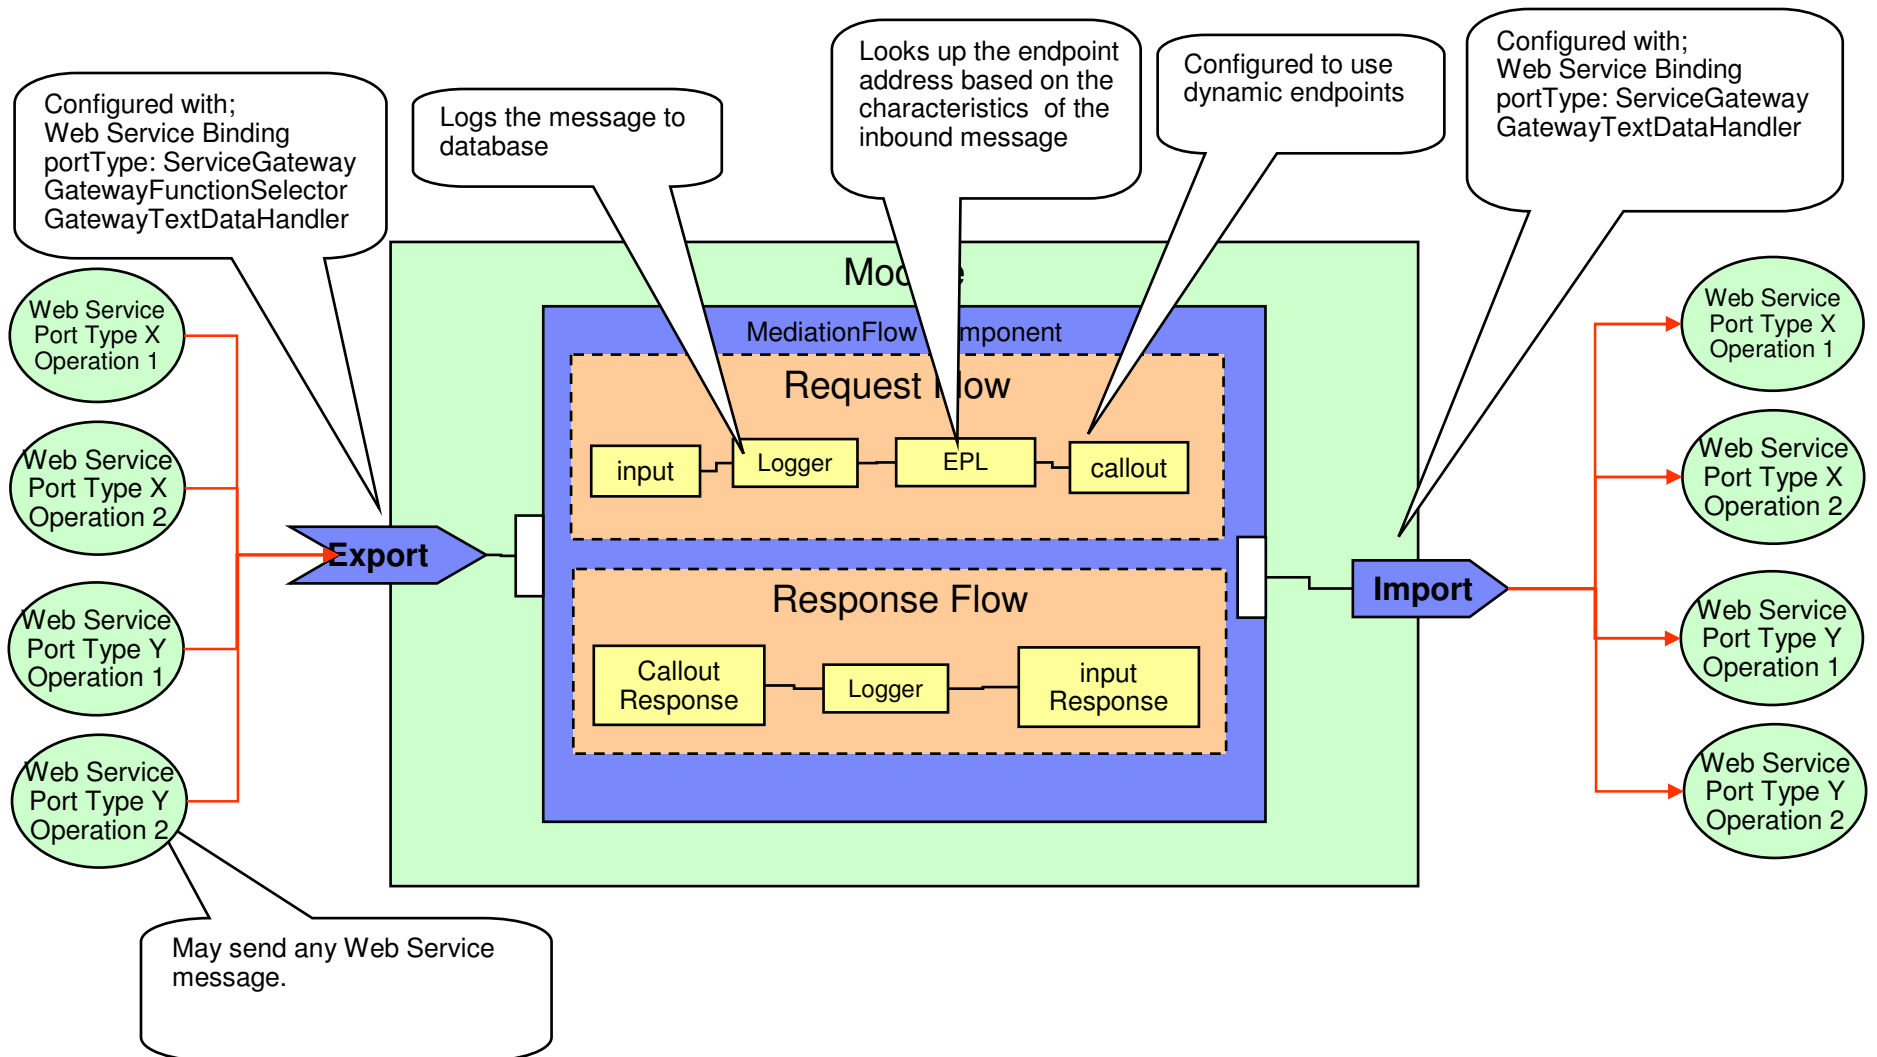 Configured with;
Web Service Binding
portType: ServiceGateway
GatewayFunctionSelector
GatewayTextDataHandler
Logs the message to
database
Looks up the endpoint
address based on the
characteristics of the
inbound message
Configured to use
dynamic endpoints
Configured with;
Web Service Binding
portType: ServiceGateway
GatewayTextDataHandler
Web Service
Port Type X
Operation 1
Web Service
Port Type X
Operation 2
Web Service
Port Type Y
Operation 1
Web Service
Port Type Y
Operation 2
May send any Web Service
message.
Export
MediationFlow
Request
input
Logger
EPL
callout
Response Flow
Callout
Response
Logger
input
Response
Import
Web Service
Port Type X
Operation 1
Web Service
Port Type X
Operation 2
Web Service
Port Type Y
Operation 1
Web Service
Port Type Y
Operation 2